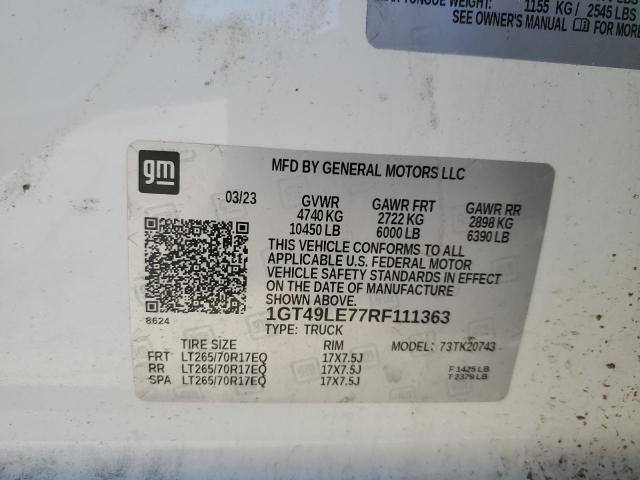 TONGUE WEIGHT: 1155 KG/ 2545 LBS
SEE OWNER'S MANUAL FOR MORE
gm
MFD BY GENERAL MOTORS LLC
03/23 GVWR GAWR FRT GAWR RR
4740 KG 2722 KG 2898 KG
10450 LB 6000 LB 6390 LB
THIS VEHICLE CONFORMS TO ALL
APPLICABLE U.S. FEDERAL MOTOR
VEHICLE SAFETY STANDARDS IN EFFECT
ON THE DATE OF MANUFACTURE
SHOWN ABOVE.
8624
1GT49LE77RF111363
TYPE: TRUCK
TIRE SIZE RIM MODEL: 73TK20743
FRT LT265/70R17EQ 17X7.5J
RR LT265/70R17EQ 17X7.5J F 1425 LB
SPA LT265/70R17EQ 17X7.5J T 2379 LB